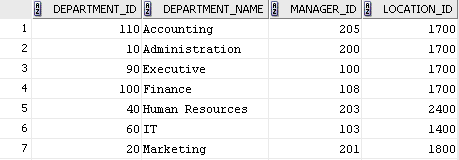 DEPARTMENT_ID DEPARTMENT_NAME MANAGER_ID LOCATION_ID
1 110 Accounting 205 1700
2 10 Administration 200 1700
3 90 Executive 100 1700
4 100 Finance 108 1700
5 40 Human Resources 203 2400
6 60 IT 103 1400
7 20 Marketing 201 1800